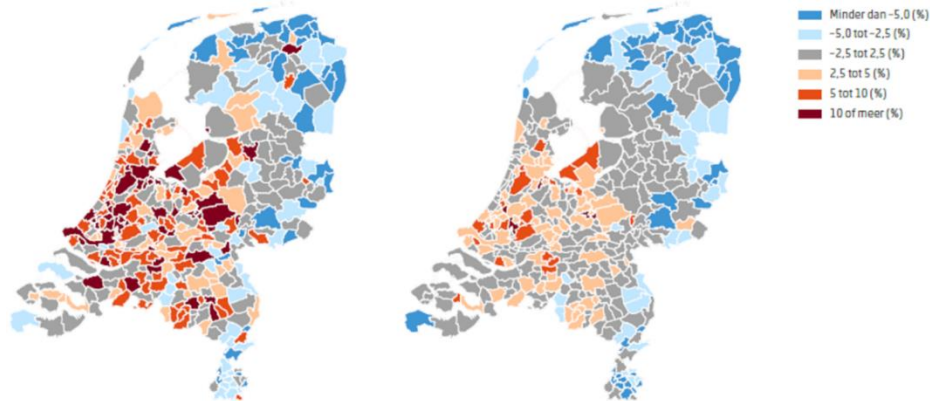 Minder dan −5,0 (%)
−5,0 tot −2,5 (%)
−2,5 tot 2,5 (%)
2,5 tot 5 (%)
5 tot 10 (%)
10 of meer (%)